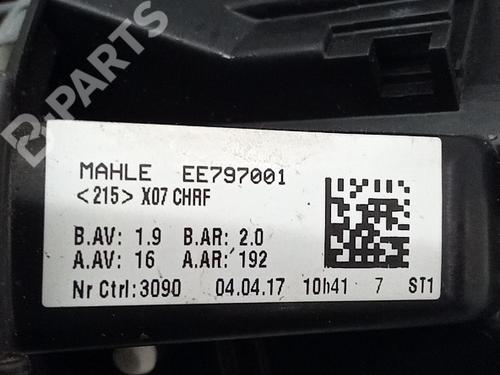 B-PARTS
MAHLE EE797001
<215> X07 CHRF
B.AV: 1.9 B.AR: 2.0
A.AV: 16 A.AR: 192
Nr Ctrl:3090 04.04.17 10h41 7 ST1